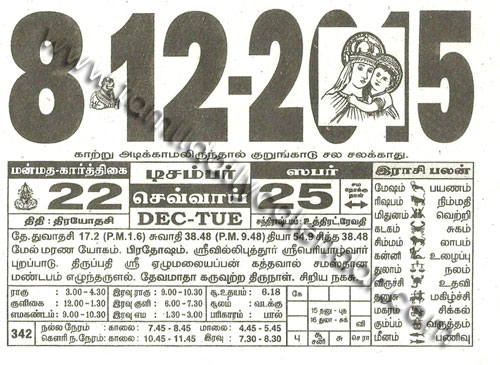 8-12-2015
www.tamildailycalendar.com
காற்று அடிக்காமலிருந்தால் குறுங்காடு சல சலக்காது.
மன்மத-கார்த்திகை டிசம்பர் ஸபர் இராசி பலன்
22 செவ்வாய் 25
திதி : திரயோதசி DEC-TUE சந்திராஷ்டமம்: உத்திரட்,ரேவதி
தே.துவாதசி 17.2 (P.M.1.6) சுவாதி 38.48 (P.M.9.48) தியா 54.9 சித்த 38.48
மேல் மரண யோகம். பிரதோஷம். ஸ்ரீவில்லிபுத்தூர் ஸ்ரீபெரியாழ்வார்
புறப்பாடு. திருப்பதி ஸ்ரீ ஏழுமலையப்பன் கத்தவால் சமஸ்தான
மண்டபம் எழுந்தருளல். தேவமாதா கருவுற்ற திருநாள். சிறிய நகசு.
ராகு 3.00 - 4.30 இரவு ராகு - 9.00 - 10.30 சூ.உதயம் : 6.18
குளிகை 12.00 - 1.30 இரவு குளி - 6.00 - 7.30 சூலம் : வடக்கு
எமகண்டம் : 9.00 - 10.30 இரவு எம - 1.30 - 3.00 பரிகாரம் : பால்
342 நல்ல நேரம் : காலை : 7.45 - 8.45 மாலை : 4.45 - 5.45
கௌரி ந.நேரம் : காலை : 10.45 - 11.45 இரவு : 7.30 - 8.30
கே
15 தனு - புத
16 துலா - சுக்
வி
பு
சூ
சனி
சு
செ ரா
மேஷம் பயணம்
ரிஷபம் நிம்மதி
மிதுனம் வெற்றி
கடகம் சுகம்
சிம்மம் லாபம்
கன்னி உழைப்பு
துலாம் நலம்
விருச்சி உதவி
தனுசு மகிழ்ச்சி
மகரம் சிக்கல்
கும்பம் வருத்தம்
மீனம் பணிவு